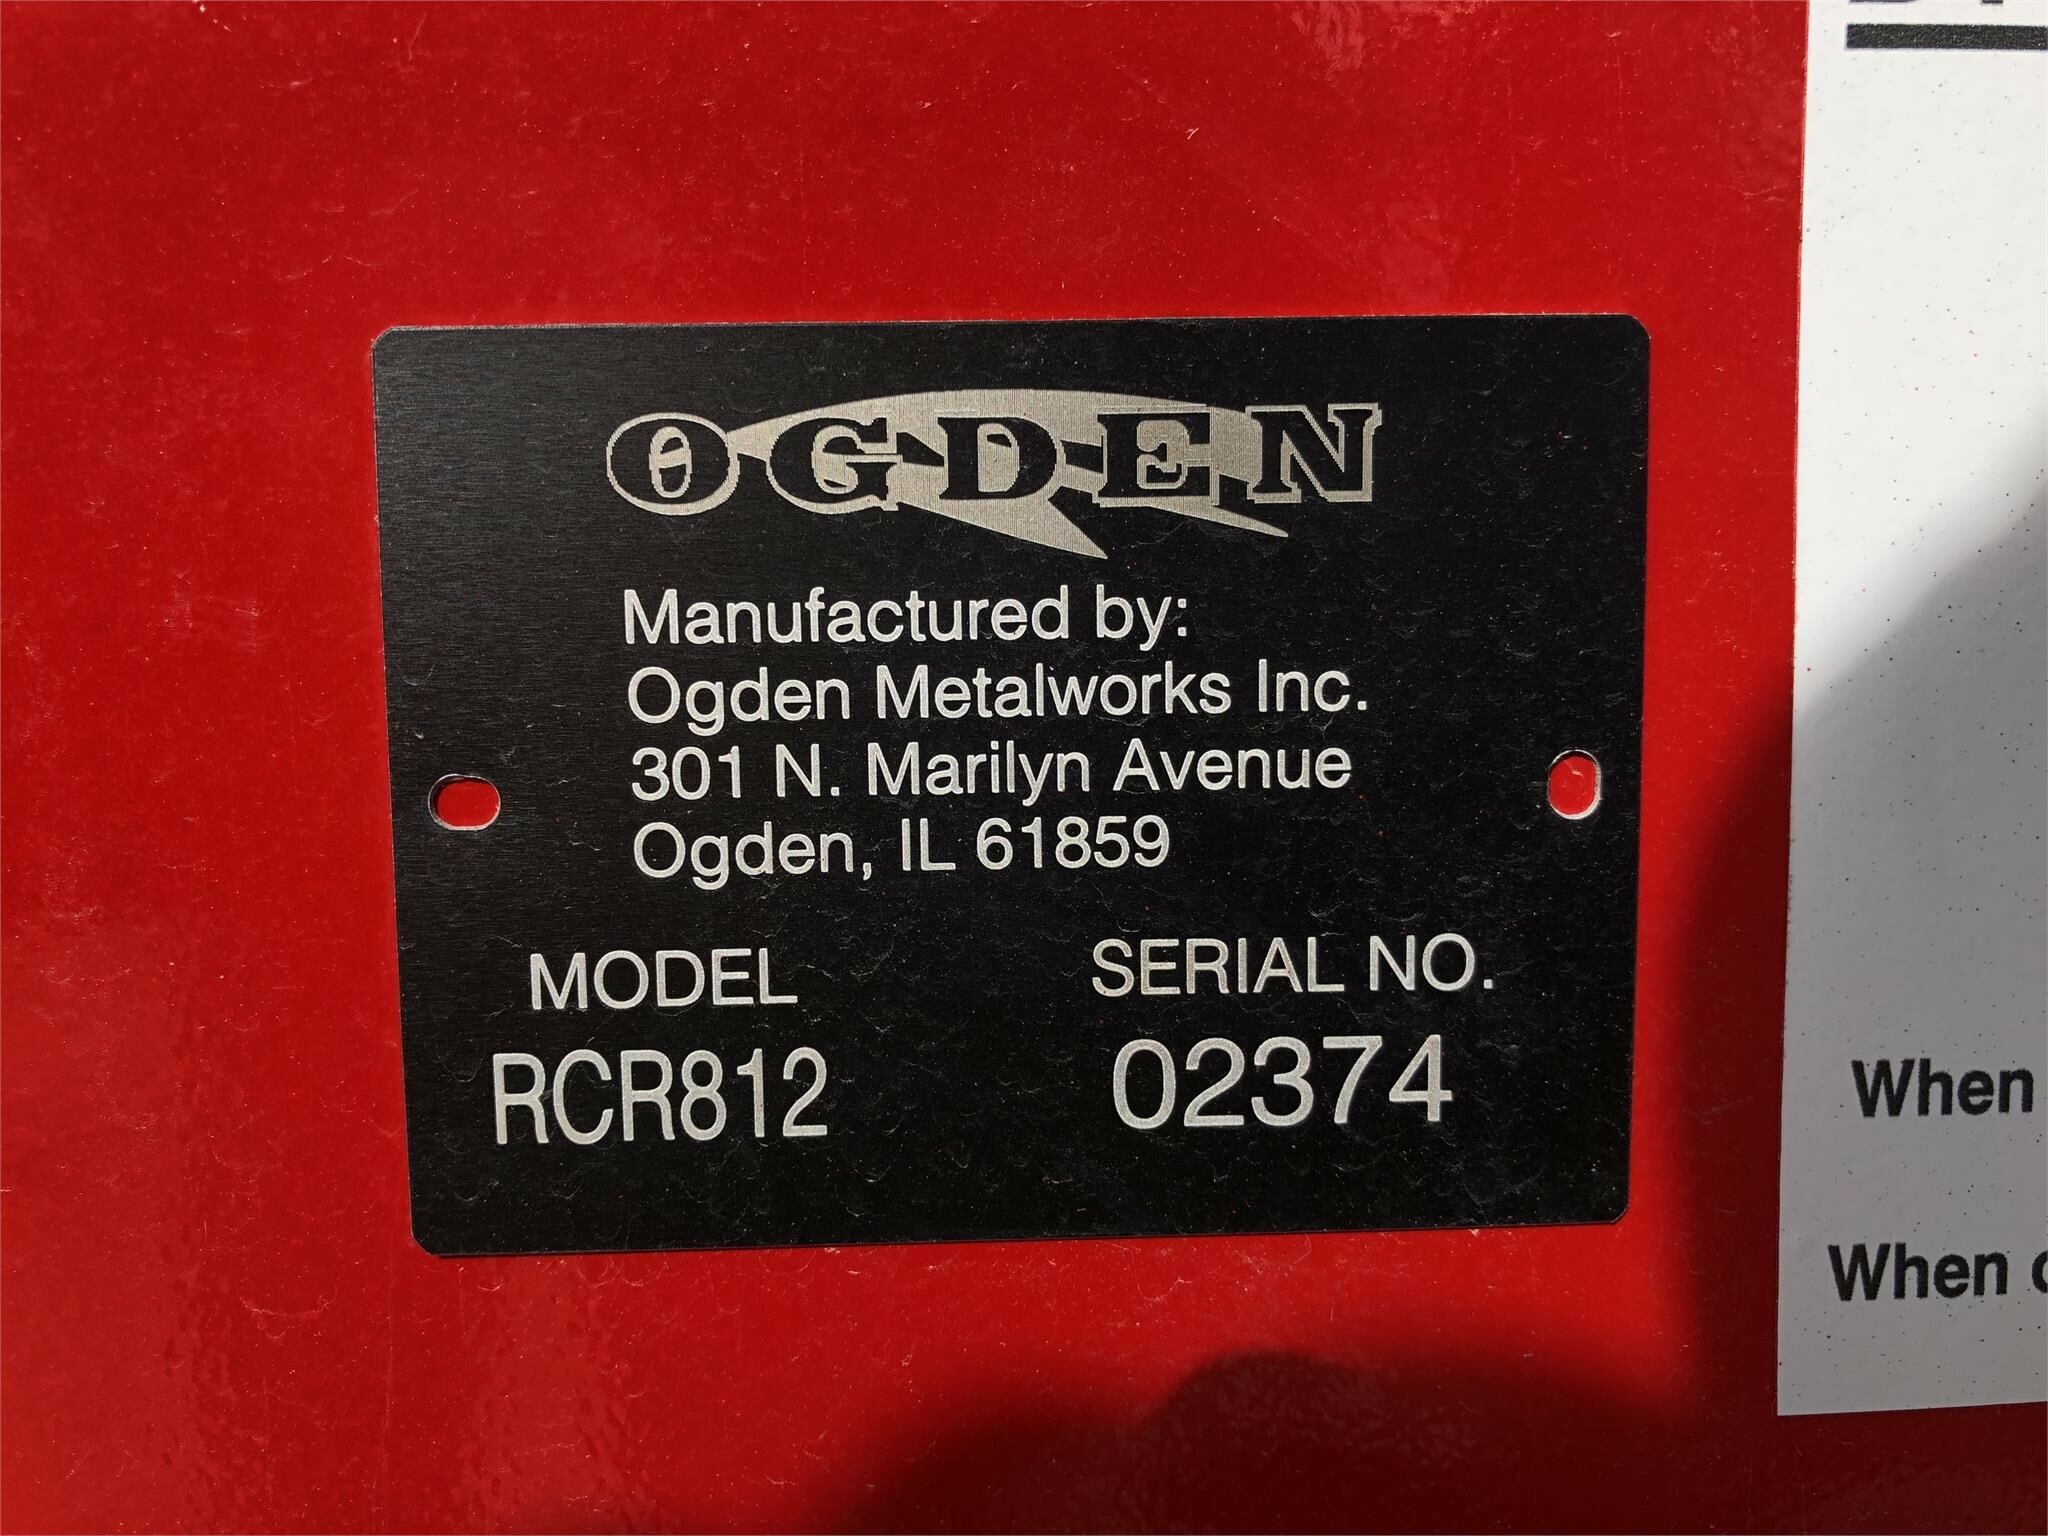 OGDEN
Manufactured by:
Ogden Metalworks Inc.
301 N. Marilyn Avenue
Ogden, IL 61859
MODEL
SERIAL NO.
RCR812
02374
When
When